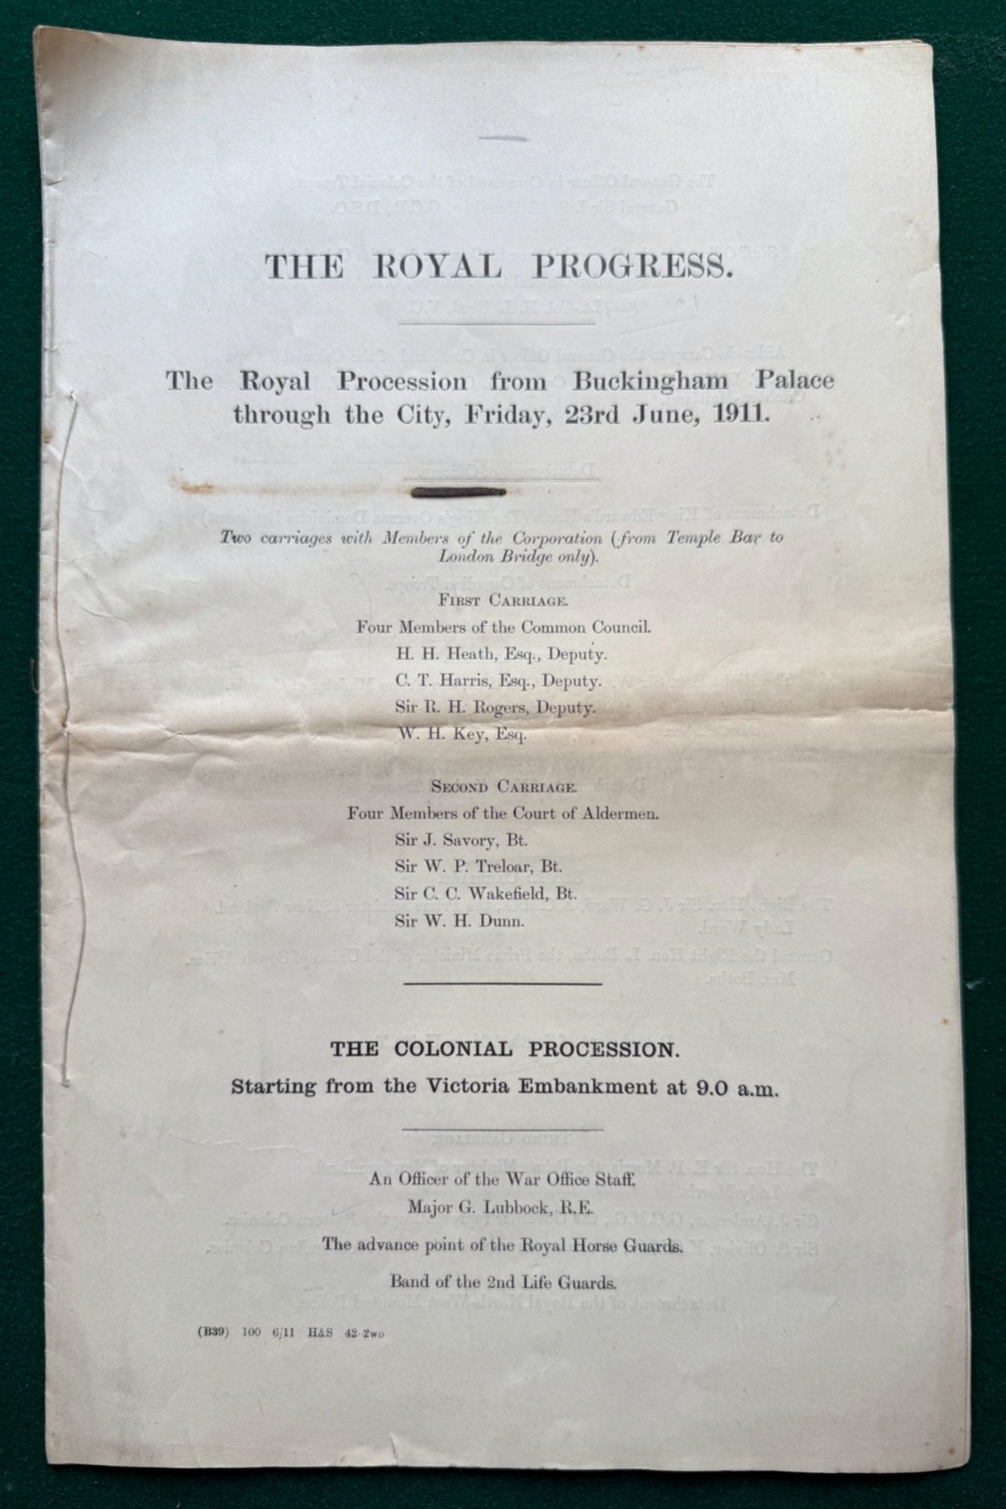 THE ROYAL PROGRESS.
The Royal Procession from Buckingham Palace
through the City, Friday, 23rd June, 1911.
Two carriages with Members of the Corporation (from Temple Bar to
London Bridge only).
FIRST CARRIAGE.
Four Members of the Common Council.
H. H. Heath, Esq., Deputy.
C. T. Harris, Esq., Deputy.
Sir R. H. Rogers, Deputy.
W. H. Key, Esq.
SECOND CARRIAGE.
Four Members of the Court of Aldermen.
Sir J. Savory, Bt.
Sir W. P. Treloar, Bt.
Sir C. C. Wakefield, Bt.
Sir W. H. Dunn.
THE COLONIAL PROCESSION.
Starting from the Victoria Embankment at 9.0 a.m.
An Officer of the War Office Staff.
Major G. Lubbock, R.E.
The advance point of the Royal Horse Guards.
Band of the 2nd Life Guards.
(B39) 100 6/11 H&S 42-2wo